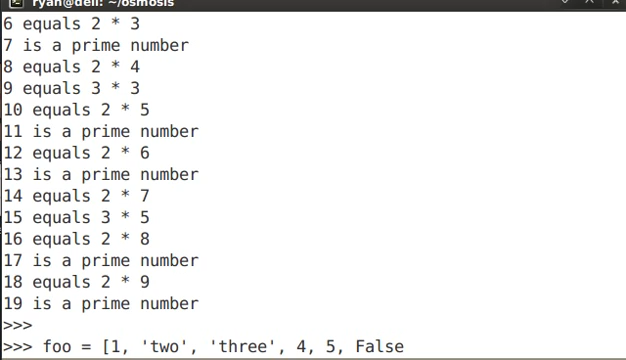 ryan@dell: ~/osmosis
6 equals 2 * 3
7 is a prime number
8 equals 2 * 4
9 equals 3 * 3
10 equals 2 * 5
11 is a prime number
12 equals 2 * 6
13 is a prime number
14 equals 2 * 7
15 equals 3 * 5
16 equals 2 * 8
17 is a prime number
18 equals 2 * 9
19 is a prime number
>>>
>>> foo = [1, 'two', 'three', 4, 5, False